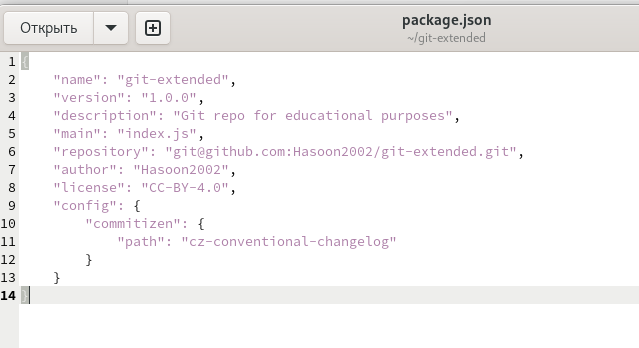 Открыть
package.json
~/git-extended
1 {
2 "name": "git-extended",
3 "version": "1.0.0",
4 "description": "Git repo for educational purposes",
5 "main": "index.js",
6 "repository": "git@github.com:Hasoon2002/git-extended.git",
7 "author": "Hasoon2002",
8 "license": "CC-BY-4.0",
9 "config": {
10 "commitizen": {
11 "path": "cz-conventional-changelog"
12 }
13 }
14 }